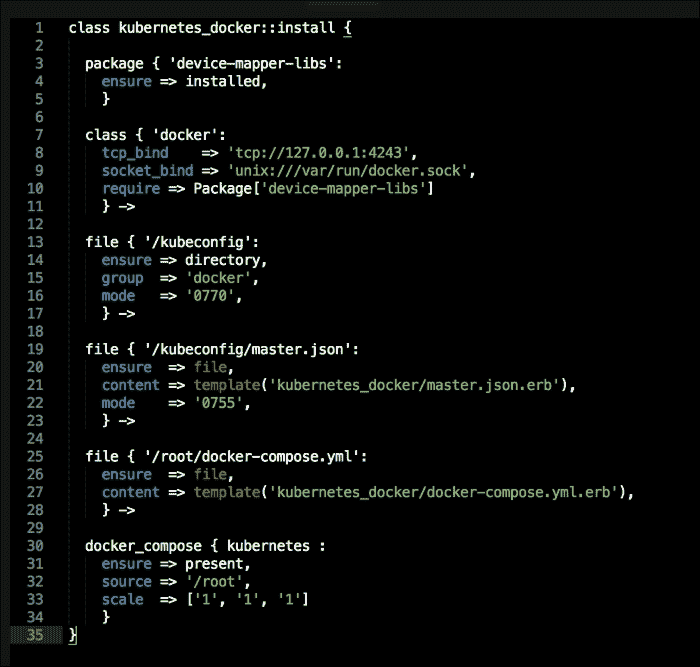 1 class kubernetes_docker::install {
2
3   package { 'device-mapper-libs':
4     ensure => installed,
5     }
6
7   class { 'docker':
8     tcp_bind    => 'tcp://127.0.0.1:4243',
9     socket_bind => 'unix:///var/run/docker.sock',
10     require => Package['device-mapper-libs']
11     } ->
12
13   file { '/kubeconfig':
14     ensure => directory,
15     group  => 'docker',
16     mode   => '0770',
17     } ->
18
19   file { '/kubeconfig/master.json':
20     ensure  => file,
21     content => template('kubernetes_docker/master.json.erb'),
22     mode    => '0755',
23     } ->
24
25   file { '/root/docker-compose.yml':
26     ensure  => file,
27     content => template('kubernetes_docker/docker-compose.yml.erb'),
28     } ->
29
30   docker_compose { kubernetes :
31     ensure => present,
32     source => '/root',
33     scale  => ['1', '1', '1']
34     }
35 }